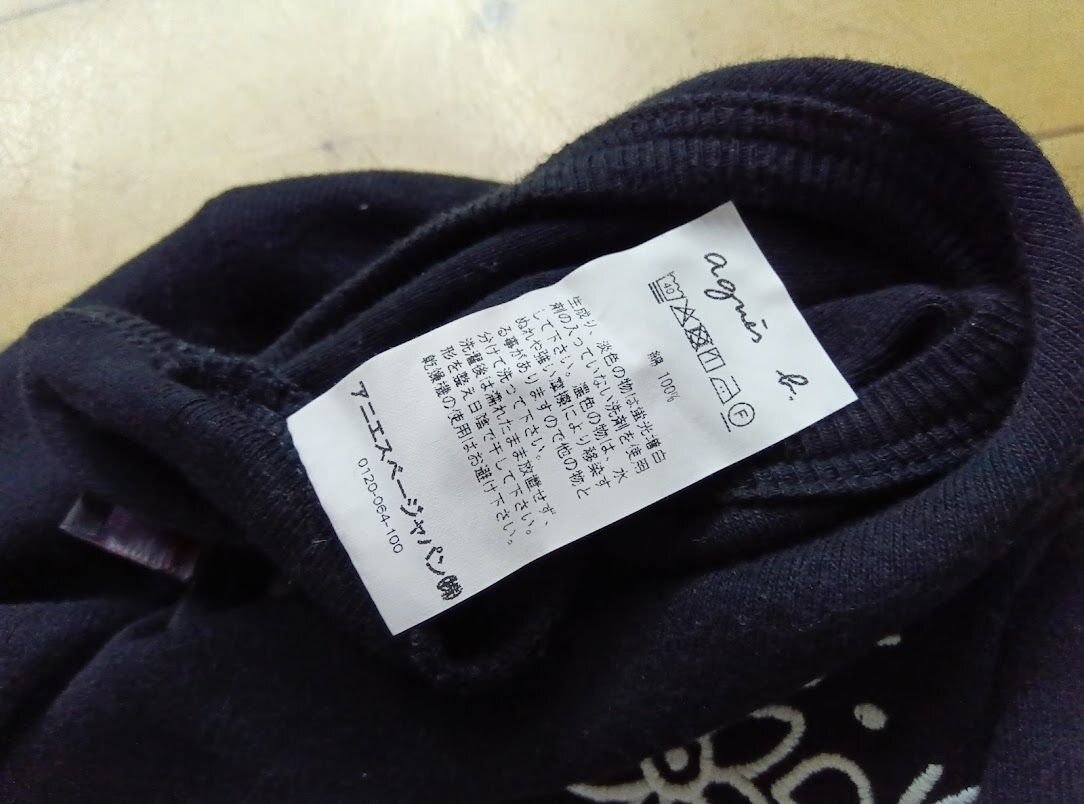 agnès b.
40 F
綿 100%
生成り、淡色の物は蛍光増白
剤の入っていない洗剤を使用
して下さい。濃色の物は、水
ぬれや強い摩擦により移染す
る事がありますので他の物と
分けて洗って下さい。
洗濯後は濡れたまま放置せず、
形を整え日陰で干して下さい。
乾燥機の使用はお避け下さい。
アニエスベージャパン㈱
0120-064-100